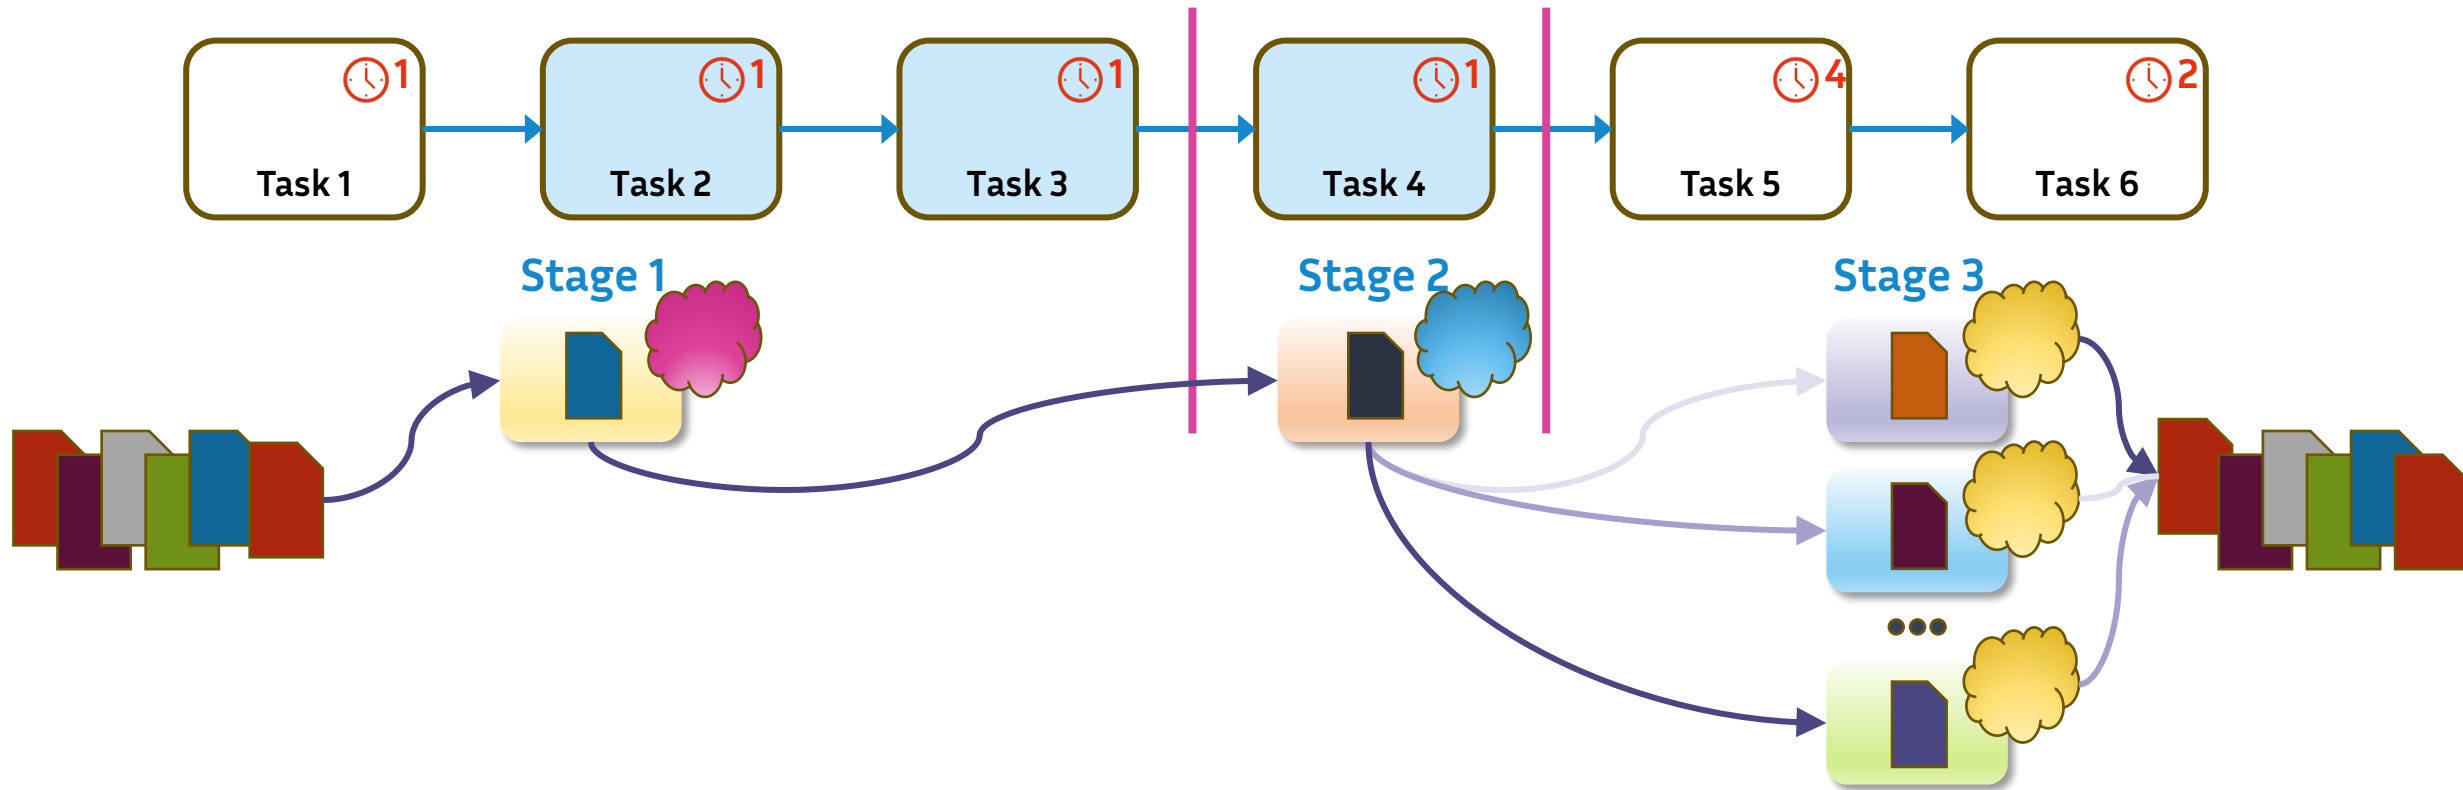 1
1
1
1
4
2
Task 1
Task 2
Task 3
Task 4
Task 5
Task 6
Stage 1
Stage 2
Stage 3